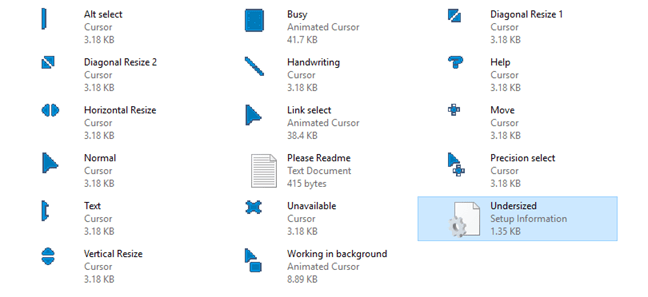 Alt select
Cursor
3.18 KB
Busy
Animated Cursor
41.7 KB
Diagonal Resize 1
Cursor
3.18 KB
Diagonal Resize 2
Cursor
3.18 KB
Handwriting
Cursor
3.18 KB
Help
Cursor
3.18 KB
Horizontal Resize
Cursor
3.18 KB
Link select
Animated Cursor
38.4 KB
Move
Cursor
3.18 KB
Normal
Cursor
3.18 KB
Please Readme
Text Document
415 bytes
Precision select
Cursor
3.18 KB
Text
Cursor
3.18 KB
Unavailable
Cursor
3.18 KB
Undersized
Setup Information
1.35 KB
Vertical Resize
Cursor
3.18 KB
Working in background
Animated Cursor
8.89 KB